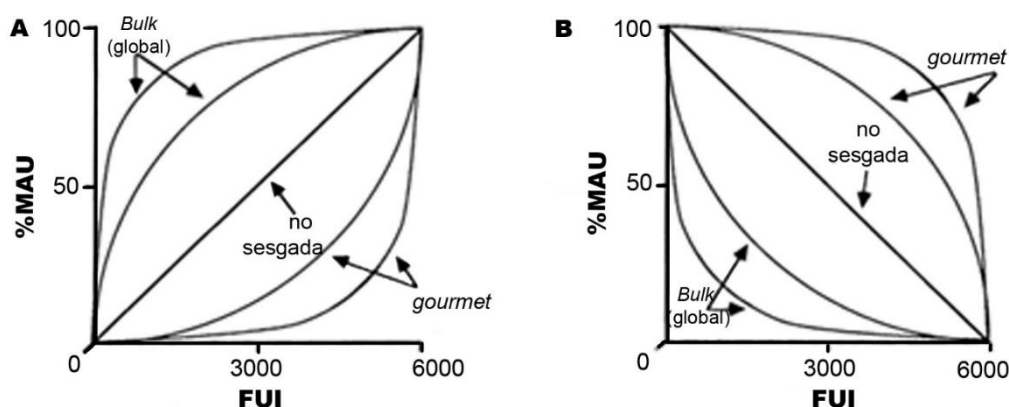 A
100
Bulk
(global)
%MAU
50
no
sesgada
gourmet
0
3000
6000
FUI
B
100
gourmet
no
sesgada
%MAU
50
Bulk
(global)
0
3000
6000
FUI